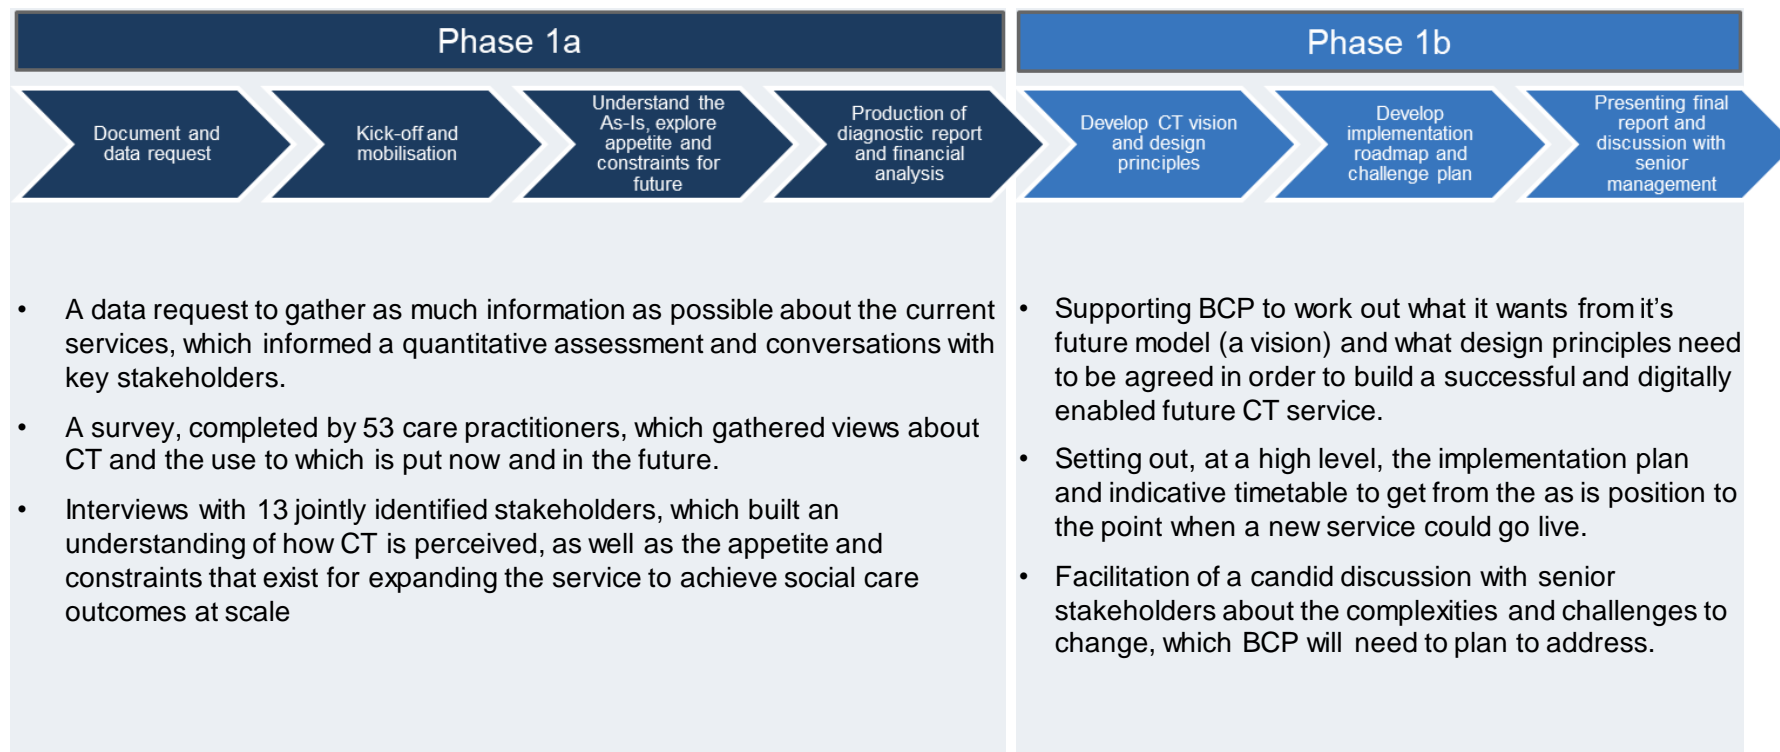 Phase 1a
Document and
data request
Kick-off and
mobilisation
Understand the
As-Is, explore
appetite and
constraints for
future
Production of
diagnostic report
and financial
analysis
• A data request to gather as much information as possible about the current
services, which informed a quantitative assessment and conversations with
key stakeholders.
• A survey, completed by 53 care practitioners, which gathered views about
CT and the use to which is put now and in the future.
• Interviews with 13 jointly identified stakeholders, which built an
understanding of how CT is perceived, as well as the appetite and
constraints that exist for expanding the service to achieve social care
outcomes at scale
Phase 1b
Develop CT vision
and design
principles
Develop
implementation
roadmap and
challenge plan
Presenting final
report and
discussion with
senior
management
• Supporting BCP to work out what it wants from it’s
future model (a vision) and what design principles need
to be agreed in order to build a successful and digitally
enabled future CT service.
• Setting out, at a high level, the implementation plan
and indicative timetable to get from the as is position to
the point when a new service could go live.
• Facilitation of a candid discussion with senior
stakeholders about the complexities and challenges to
change, which BCP will need to plan to address.